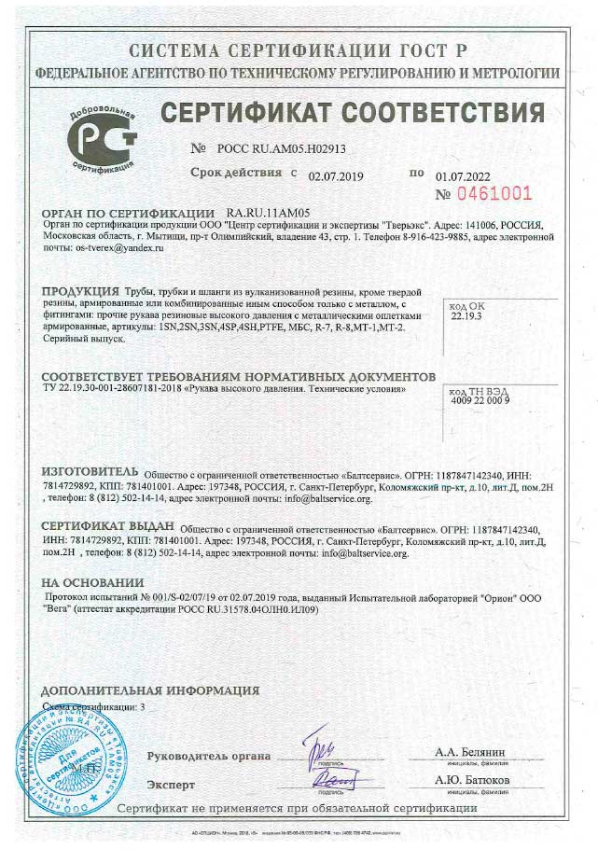 СИСТЕМА СЕРТИФИКАЦИИ ГОСТ Р
ФЕДЕРАЛЬНОЕ АГЕНТСТВО ПО ТЕХНИЧЕСКОМУ РЕГУЛИРОВАНИЮ И МЕТРОЛОГИИ
Добровольная
РСТ
сертификация
СЕРТИФИКАТ СООТВЕТСТВИЯ
№ РОСС RU.АМ05.Н02913
Срок действия с 02.07.2019 по 01.07.2022
№ 0461001
ОРГАН ПО СЕРТИФИКАЦИИ RA.RU.11АМ05
Орган по сертификации продукции ООО "Центр сертификации и экспертизы "Тверьэкс". Адрес: 141006, РОССИЯ,
Московская область, г. Мытищи, пр-т Олимпийский, владение 43, стр. 1. Телефон 8-916-423-9885, адрес электронной
почты: os-tverex@yandex.ru
ПРОДУКЦИЯ Трубы, трубки и шланги из вулканизованной резины, кроме твердой
резины, армированные или комбинированные иным способом только с металлом, с
фитингами: прочие рукава резиновые высокого давления с металлическими оплетками
армированные, артикулы: 1SN,2SN,3SN,4SP,4SH,PTFE, МБС, R-7, R-8,МТ-1,МТ-2.
Серийный выпуск.
код ОК
22.19.3
СООТВЕТСТВУЕТ ТРЕБОВАНИЯМ НОРМАТИВНЫХ ДОКУМЕНТОВ
ТУ 22.19.30-001-28607181-2018 «Рукава высокого давления. Технические условия»
код ТН ВЭД
4009 22 000 9
ИЗГОТОВИТЕЛЬ Общество с ограниченной ответственностью «Балтсервис». ОГРН: 1187847142340, ИНН:
7814729892, КПП: 781401001. Адрес: 197348, РОССИЯ, г. Санкт-Петербург, Коломяжский пр-кт, д.10, лит.Д, пом.2Н
, телефон: 8 (812) 502-14-14, адрес электронной почты: info@baltservice.org.
СЕРТИФИКАТ ВЫДАН Общество с ограниченной ответственностью «Балтсервис». ОГРН: 1187847142340,
ИНН: 7814729892, КПП: 781401001. Адрес: 197348, РОССИЯ, г. Санкт-Петербург, Коломяжский пр-кт, д.10, лит.Д,
пом.2Н , телефон: 8 (812) 502-14-14, адрес электронной почты: info@baltservice.org.
НА ОСНОВАНИИ
Протокол испытаний № 001/S-02/07/19 от 02.07.2019 года, выданный Испытательной лабораторией "Орион" ООО
"Вега" (аттестат аккредитации РОСС RU.31578.04ОЛН0.ИЛ09)
ДОПОЛНИТЕЛЬНАЯ ИНФОРМАЦИЯ
Схема сертификации: 3
Для
сертификатов
М.П.
Руководитель органа
подпись
А.А. Белянин
инициалы, фамилия
Эксперт
подпись
А.Ю. Батюков
инициалы, фамилия
Сертификат не применяется при обязательной сертификации